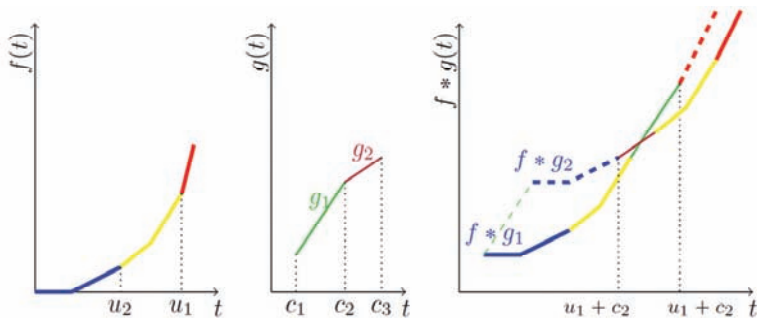 f(t)
u₂
u₁
t
g(t)
g₁
g₂
c₁
c₂
c₃
t
f * g(t)
f * g₂
f * g₁
u₁ + c₂
u₁ + c₂
t